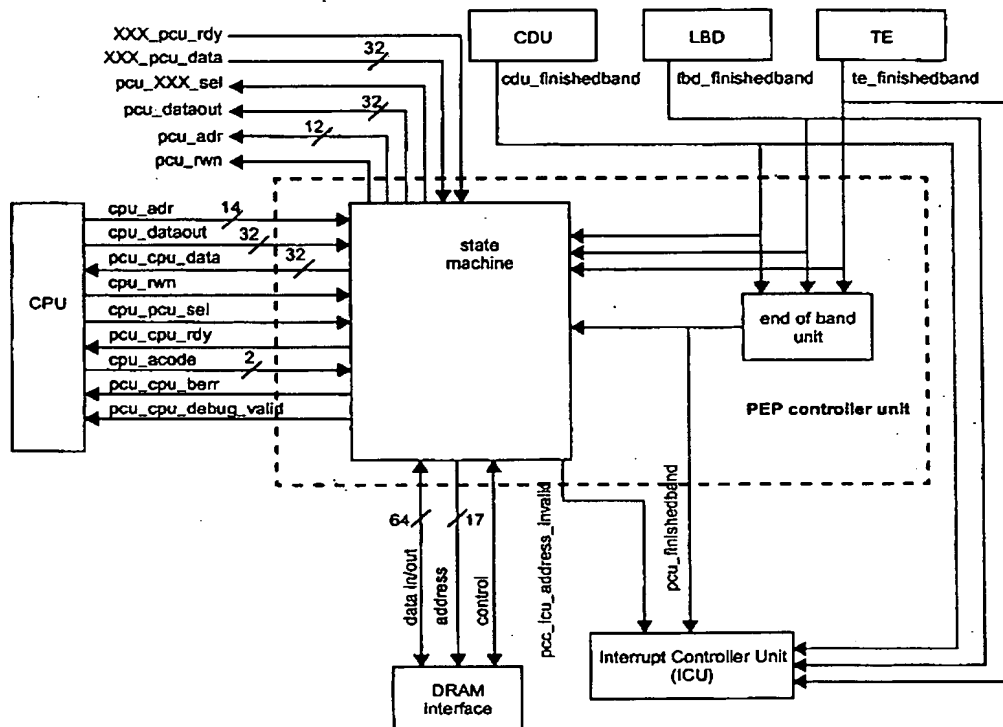 XXX_pcu_rdy
XXX_pcu_data 32
pcu_XXX_sel
pcu_dataout 32
pcu_adr 12
pcu_rwn
CDU
LBD
TE
cdu_finishedband
lbd_finishedband
te_finishedband
CPU
cpu_adr 14
cpu_dataout 32
pcu_cpu_data 32
cpu_rwn
cpu_pcu_sel
pcu_cpu_rdy
cpu_acode 2
pcu_cpu_berr
pcu_cpu_debug_valid
state
machine
end of band
unit
PEP controller unit
64
17
data in/out
address
control
pcc_icu_address_invalid
pcu_finishedband
DRAM
interface
Interrupt Controller Unit
(ICU)